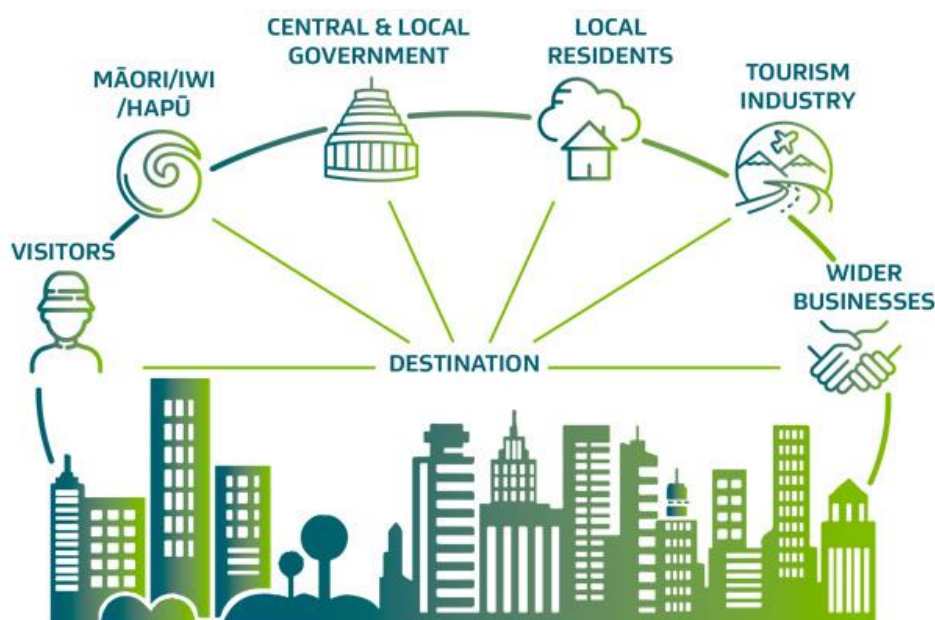 CENTRAL & LOCAL
GOVERNMENT
LOCAL
RESIDENTS
MĀORI/IWI
/HAPŪ
TOURISM
INDUSTRY
VISITORS
WIDER
BUSINESSES
DESTINATION